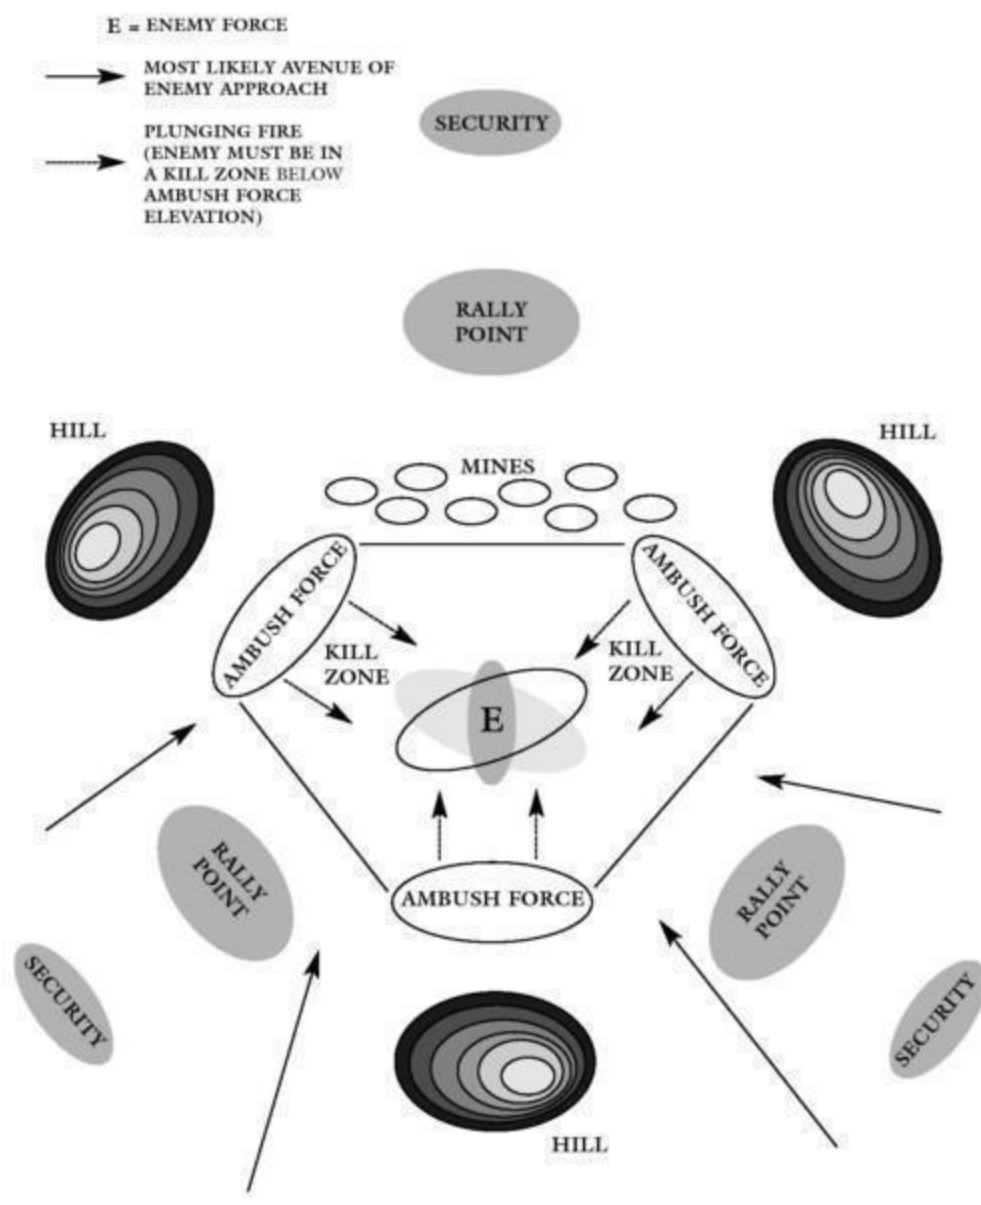 E = ENEMY FORCE
MOST LIKELY AVENUE OF
ENEMY APPROACH
PLUNGING FIRE
(ENEMY MUST BE IN
A KILL ZONE BELOW
AMBUSH FORCE
ELEVATION)
SECURITY
RALLY
POINT
HILL
HILL
MINES
AMBUSH FORCE
AMBUSH FORCE
KILL
ZONE
KILL
ZONE
E
RALLY
POINT
AMBUSH FORCE
RALLY
POINT
SECURITY
SECURITY
HILL